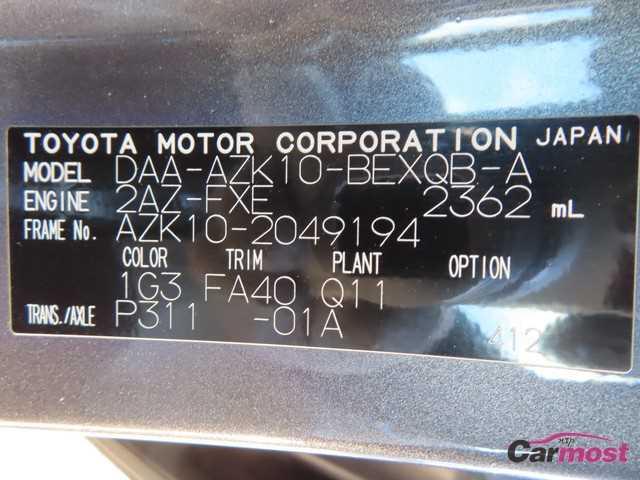 TOYOTA MOTOR CORPORATION JAPAN
MODEL DAA-AZK10-BEXQB-A
ENGINE 2AZ-FXE 2362 mL
FRAME No. AZK10-2049194
COLOR TRIM PLANT OPTION
1G3 FA40 Q11
TRANS./AXLE P311 -01A
412
Carmost